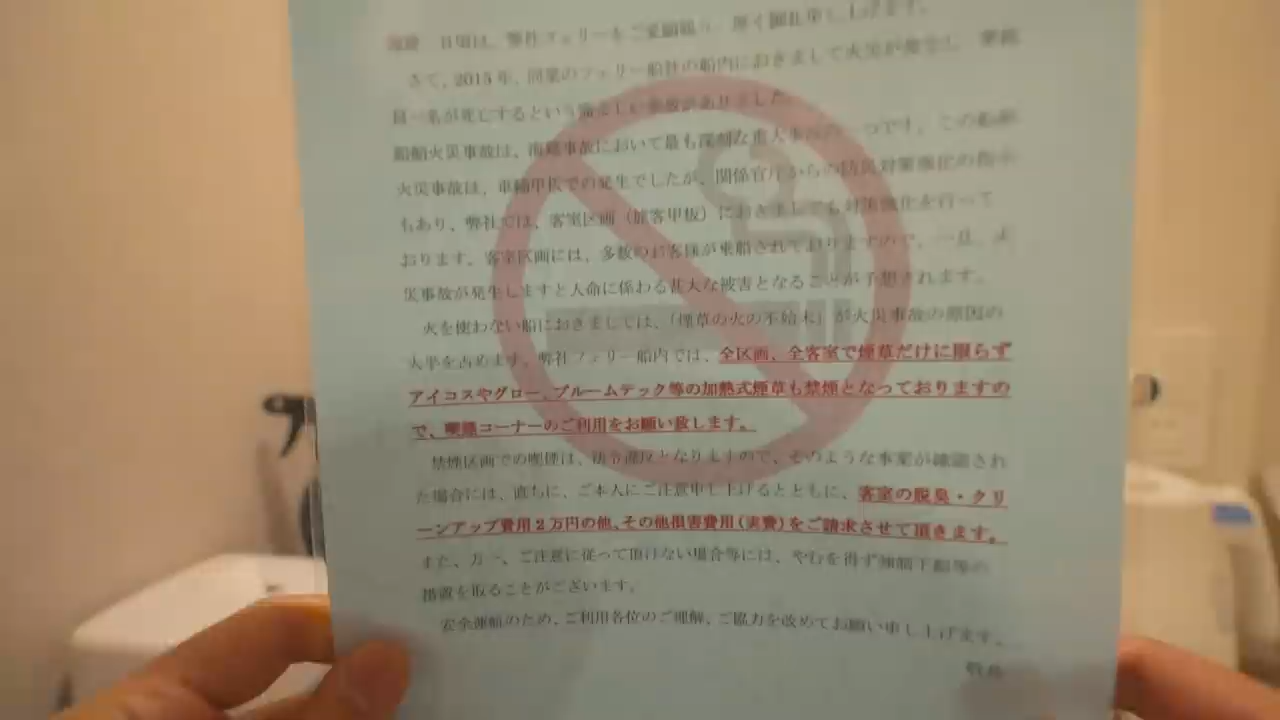 日頃は、弊社フェリーをご愛顧賜り、厚く御礼申し上げます。
さて、2015年、同業のフェリー船社の船内におきまして火災が発生し、乗組
員一名が死亡するという痛ましい事故がありました。
船舶火災事故は、海難事故において最も深刻な重大事故の一つです。この船舶
火災事故は、車輌甲板での発生でしたが、関係官庁からの防災対策強化の指示
もあり、弊社では、客室区画（旅客甲板）におきましても対策強化を行って
おります。客室区画には、多数のお客様が乗船されておりますので、一旦、火
災事故が発生しますと人命に係わる甚大な被害となることが予想されます。
火を使わない船におきましては、「煙草の火の不始末」が火災事故の原因の
大半を占めます。弊社フェリー船内では、全区画、全客室で煙草だけに限らず
アイコスやグロー、プルームテック等の加熱式煙草も禁煙となっておりますの
で、喫煙コーナーのご利用をお願い致します。
禁煙区画での喫煙は、法令違反となりますので、そのような事案が確認され
た場合には、直ちに、ご本人にご注意申し上げるとともに、客室の脱臭・クリ
ーンアップ費用２万円の他、その他損害費用（実費）をご請求させて頂きます。
また、万一、ご注意に従って頂けない場合等には、やむを得ず強制下船等の
措置を取ることがございます。
安全運航のため、ご利用各位のご理解、ご協力を改めてお願い申し上げます。
敬具